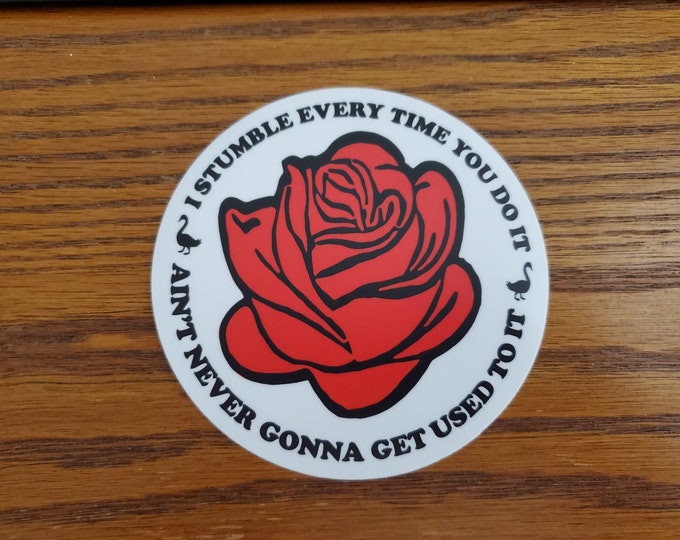 I STUMBLE EVERY TIME YOU DO IT
AIN'T NEVER GONNA GET USED TO IT